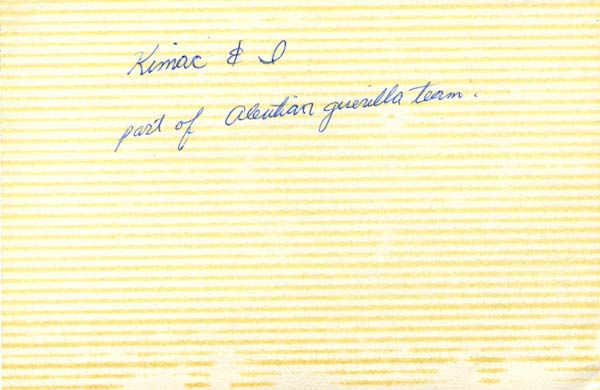 Kimac & I
part of Aleutian guerilla team.